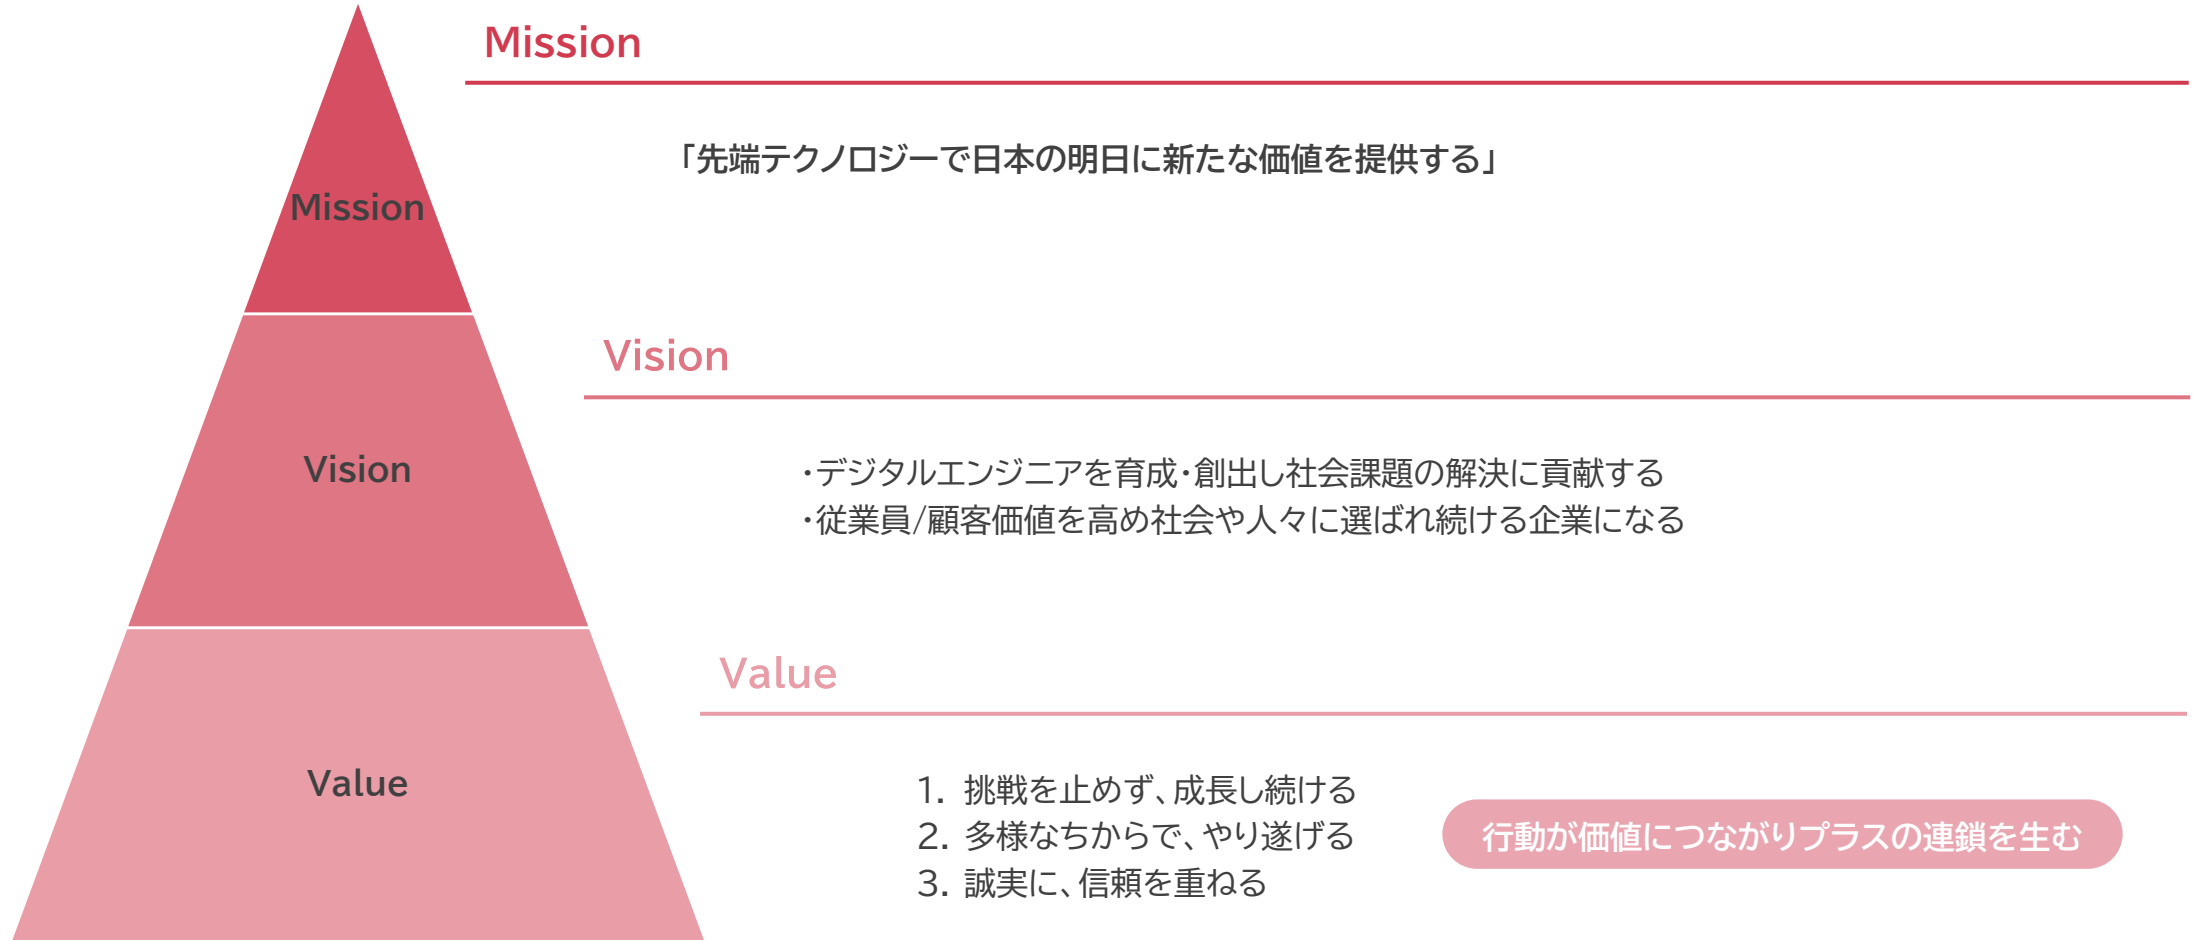 Mission
「先端テクノロジーで日本の明日に新たな価値を提供する」
Mission
Vision
・デジタルエンジニアを育成・創出し社会課題の解決に貢献する
・従業員/顧客価値を高め社会や人々に選ばれ続ける企業になる
Vision
Value
1. 挑戦を止めず、成長し続ける
2. 多様なちからで、やり遂げる
3. 誠実に、信頼を重ねる
行動が価値につながりプラスの連鎖を生む
Value